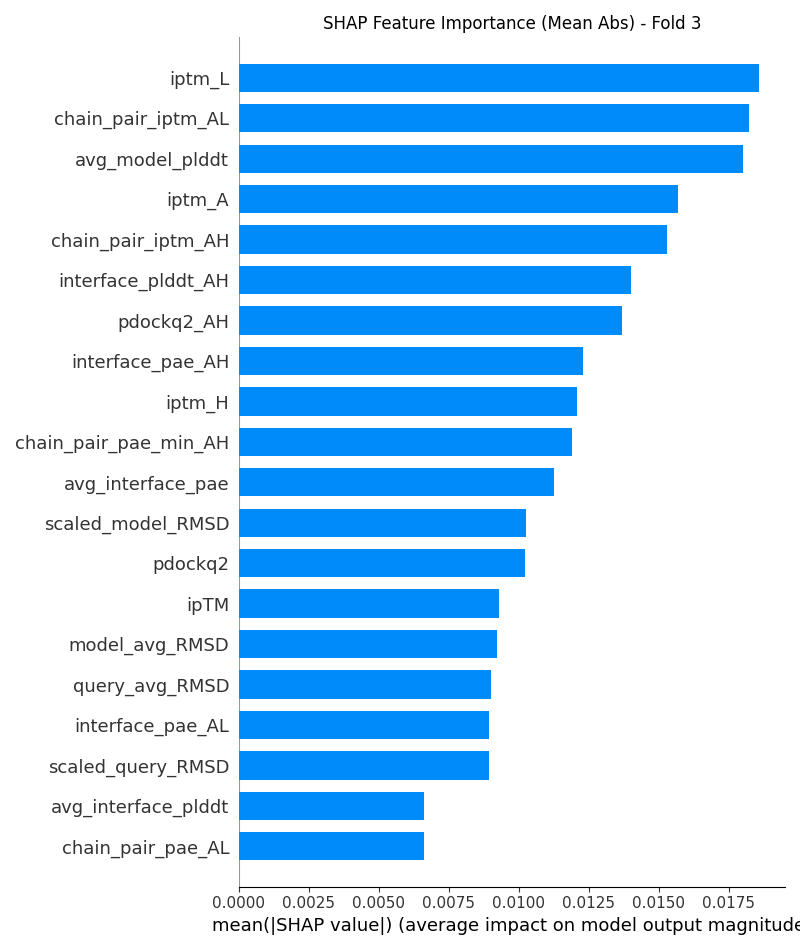 SHAP Feature Importance (Mean Abs) - Fold 3
iptm_L
chain_pair_iptm_AL
avg_model_plddt
iptm_A
chain_pair_iptm_AH
interface_plddt_AH
pdockq2_AH
interface_pae_AH
iptm_H
chain_pair_pae_min_AH
avg_interface_pae
scaled_model_RMSD
pdockq2
ipTM
model_avg_RMSD
query_avg_RMSD
interface_pae_AL
scaled_query_RMSD
avg_interface_plddt
chain_pair_pae_AL
0.0000 0.0025 0.0050 0.0075 0.0100 0.0125 0.0150 0.0175
mean(|SHAP value|) (average impact on model output magnitude